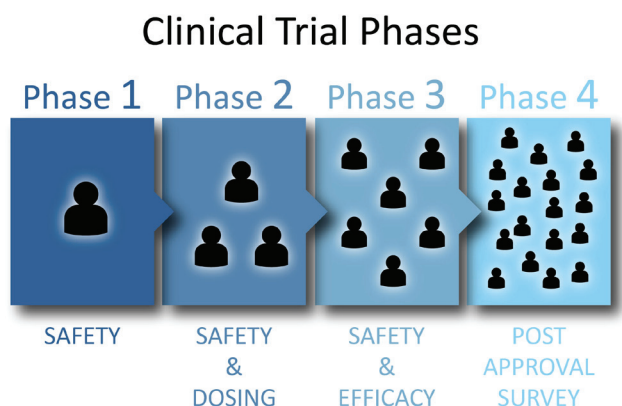 Clinical Trial Phases
Phase 1
Phase 2
Phase 3
Phase 4
SAFETY
SAFETY
&
DOSING
SAFETY
&
EFFICACY
POST
APPROVAL
SURVEY